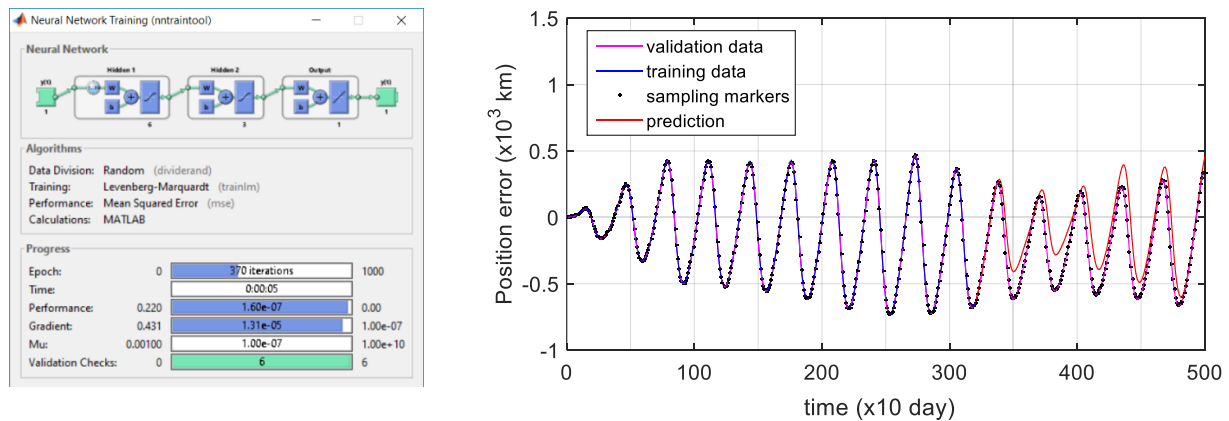 Neural Network Training (nntraintool)
Neural Network
Hidden 1 Hidden 2 Output
y(t) y(t)
W W W
b b b
1 6 3 1 1
Algorithms
Data Division: Random (dividerand)
Training: Levenberg-Marquardt (trainlm)
Performance: Mean Squared Error (mse)
Calculations: MATLAB
Progress
Epoch: 0 370 iterations 1000
Time: 0:00:05
Performance: 0.220 1.60e-07 0.00
Gradient: 0.431 1.31e-05 1.00e-07
Mu: 0.00100 1.00e-07 1.00e+10
Validation Checks: 0 6 6
1.5
1
0.5
0
-0.5
-1
Position error (x10³ km)
validation data
training data
sampling markers
prediction
0 100 200 300 400 500
time (x10 day)